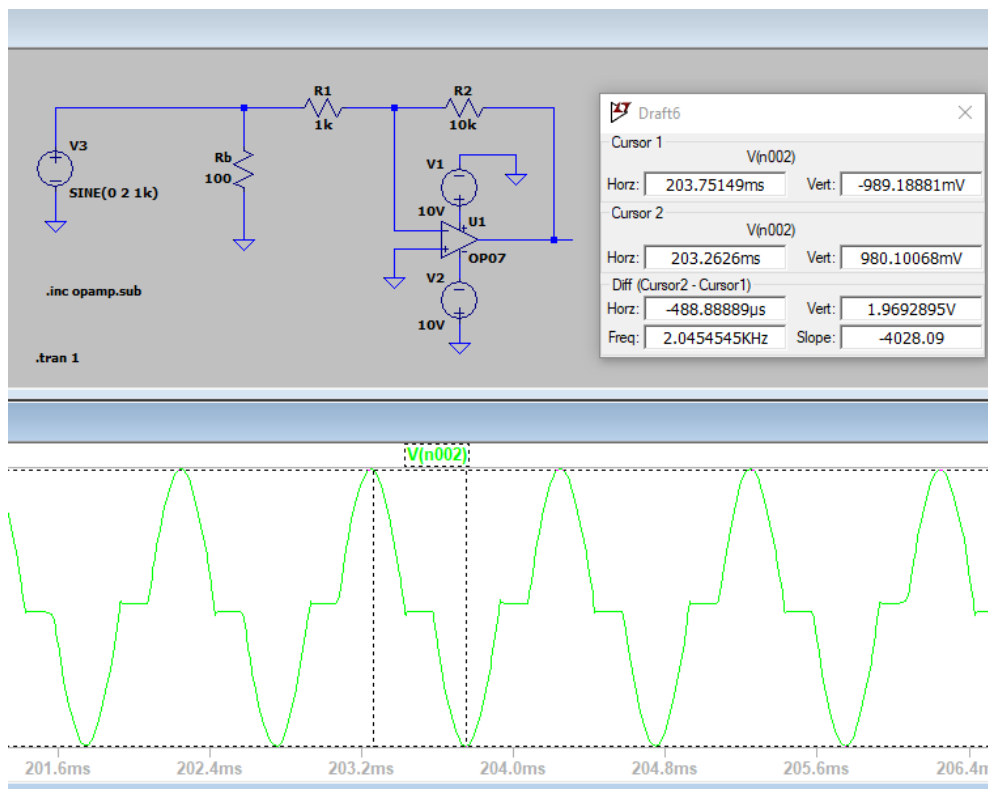 R1
1k
R2
10k
V3
SINE(0 2 1k)
Rb
100
V1
10V
U1
OP07
V2
10V
.inc opamp.sub
.tran 1
Draft6
Cursor 1
V(n002)
Horz: 203.75149ms Vert: -989.18881mV
Cursor 2
V(n002)
Horz: 203.2626ms Vert: 980.10068mV
Diff (Cursor2 - Cursor1)
Horz: -488.88889µs Vert: 1.9692895V
Freq: 2.0454545KHz Slope: -4028.09
V(n002)
201.6ms 202.4ms 203.2ms 204.0ms 204.8ms 205.6ms 206.4m